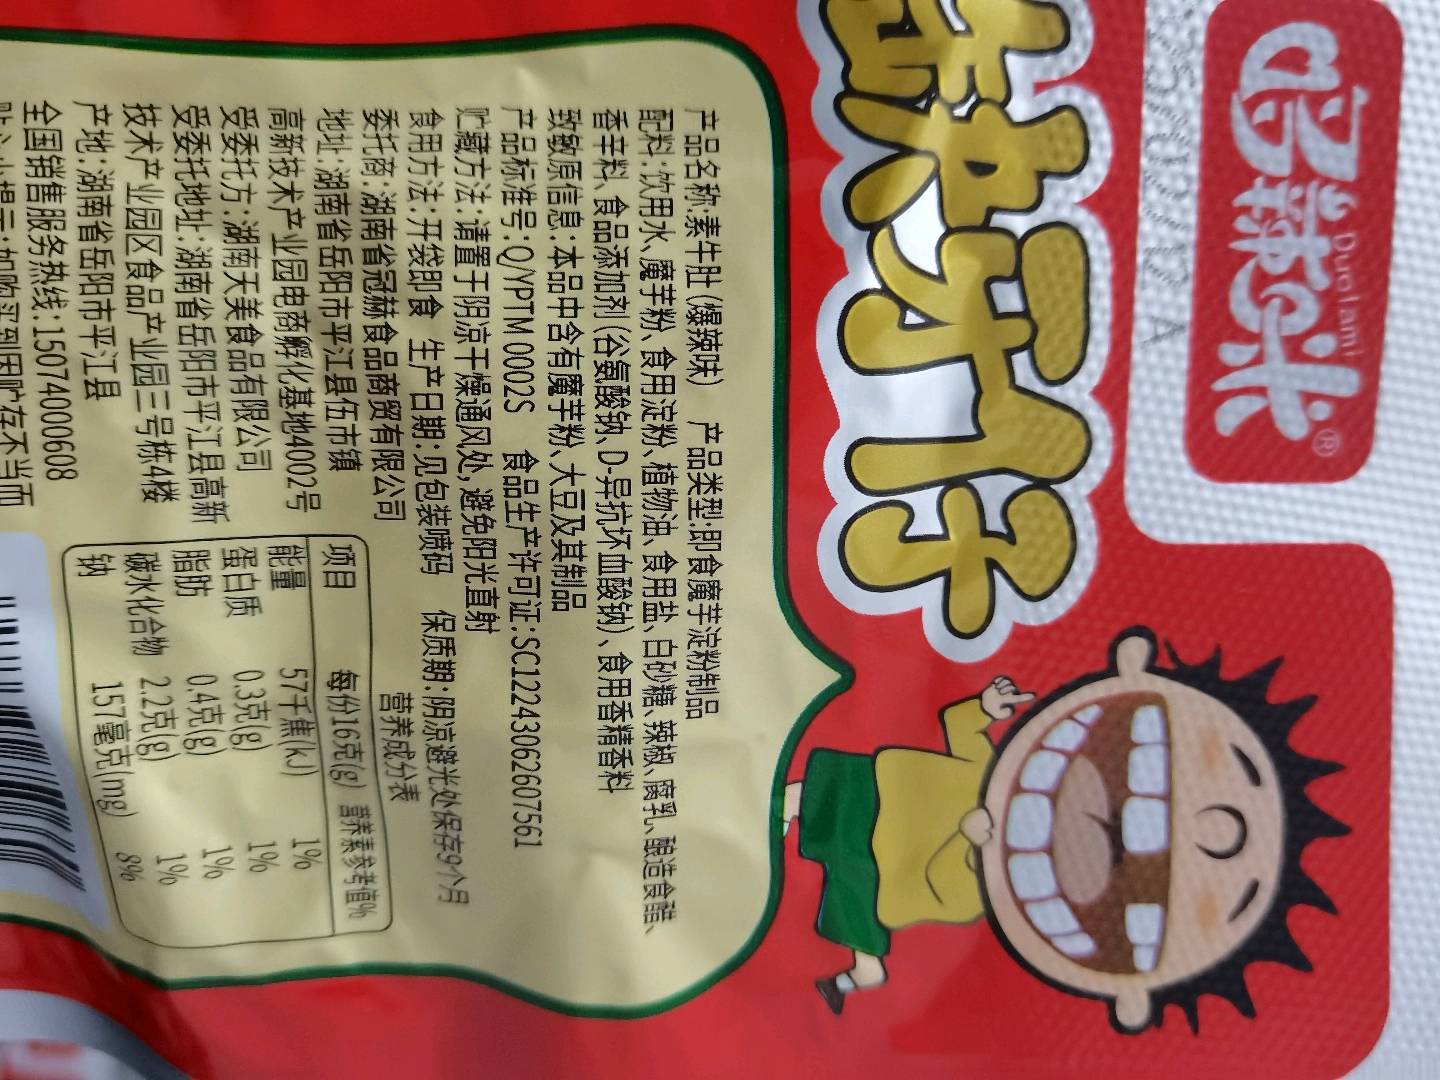 哆辣米
Duo lami
®
缺牙仔
产品名称:素牛肚(爆辣味) 产品类型:即食魔芋淀粉制品
配料:饮用水、魔芋粉、食用淀粉、植物油、食用盐、白砂糖、辣椒、腐乳、酿造食醋、
香辛料、食品添加剂(谷氨酸钠、D-异抗坏血酸钠)、食用香精香料
致敏原信息:本品中含有魔芋粉、大豆及其制品
产品标准号:Q/YPTM 0002S 食品生产许可证:SC12243062607561
贮藏方法:请置于阴凉干燥通风处,避免阳光直射
食用方法:开袋即食 生产日期:见包装喷码 保质期:阴凉避光处保存9个月
委托商:湖南省冠赫食品商贸有限公司
地址:湖南省岳阳市平江县伍市镇
高新技术产业园电商孵化基地4002号
受委托方:湖南天美食品有限公司
受委托地址:湖南省岳阳市平江县高新
技术产业园区食品产业园三号栋4楼
产地:湖南省岳阳市平江县
全国销售服务热线:15074000608
营养成分表
项目 每份16克(g) 营养素参考值%
能量 57千焦(kJ) 1%
蛋白质 0.3克(g) 1%
脂肪 0.4克(g) 1%
碳水化合物 2.2克(g) 1%
钠 157毫克(mg) 8%